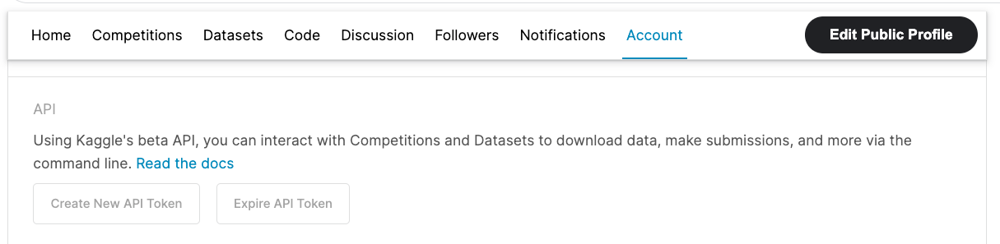 Home Competitions Datasets Code Discussion Followers Notifications Account Edit Public Profile
API
Using Kaggle's beta API, you can interact with Competitions and Datasets to download data, make submissions, and more via the
command line. Read the docs
Create New API Token Expire API Token